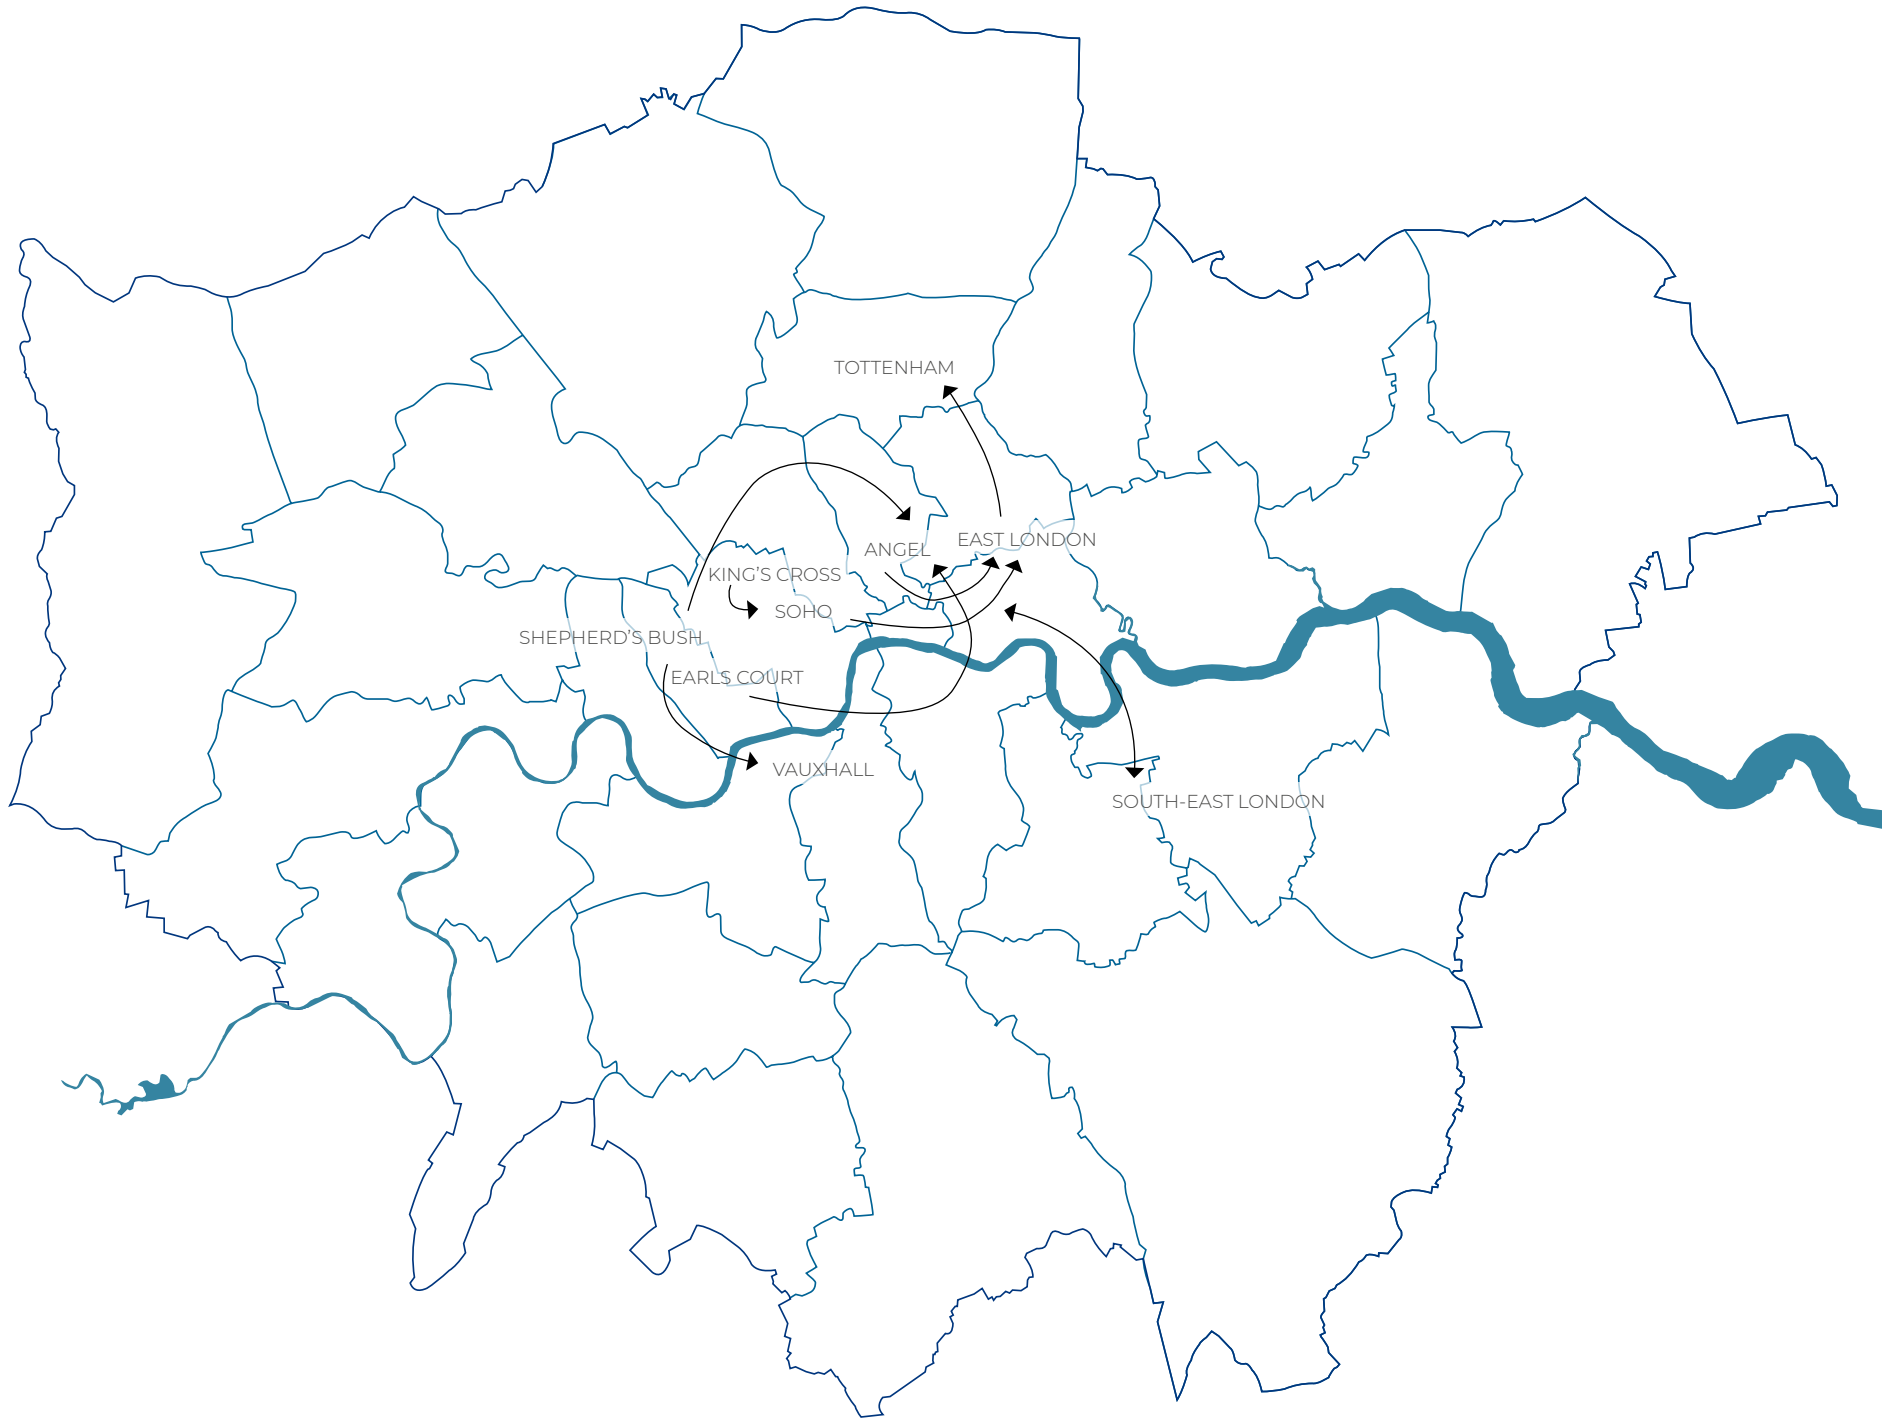 TOTTENHAM
EAST LONDON
ANGEL
KING'S CROSS
SOHO
SHEPHERD'S BUSH
EARLS COURT
VAUXHALL
SOUTH-EAST LONDON